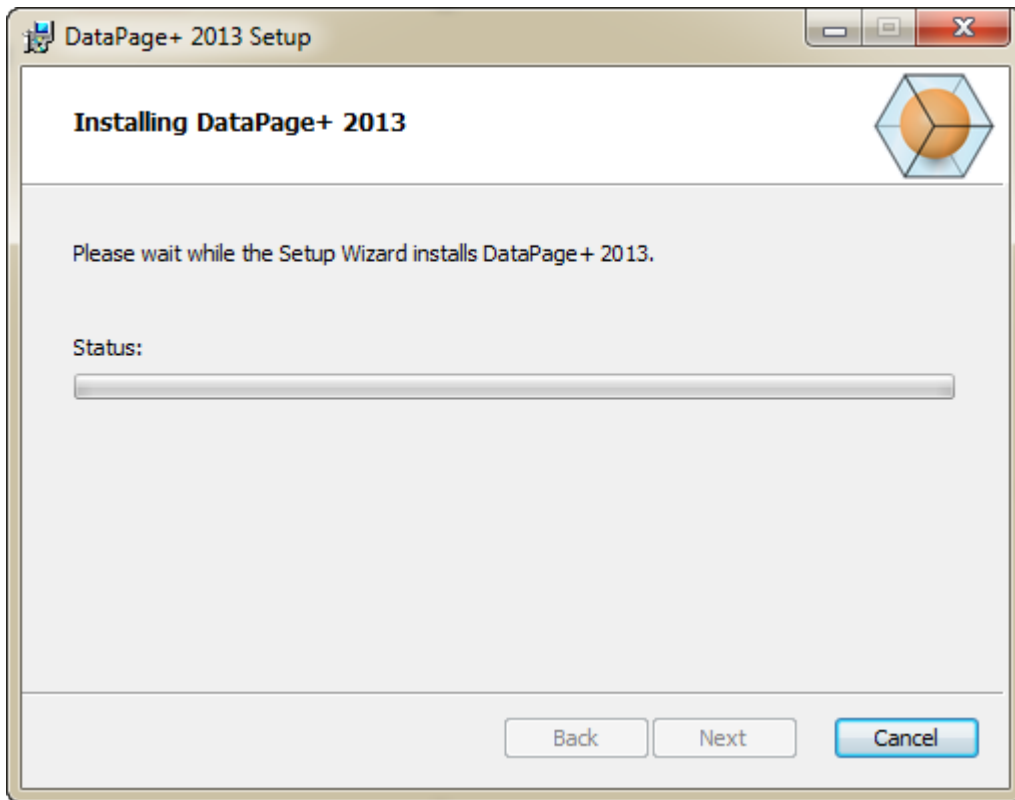 DataPage+ 2013 Setup
Installing DataPage+ 2013
Please wait while the Setup Wizard installs DataPage+ 2013.
Status:
Back Next Cancel